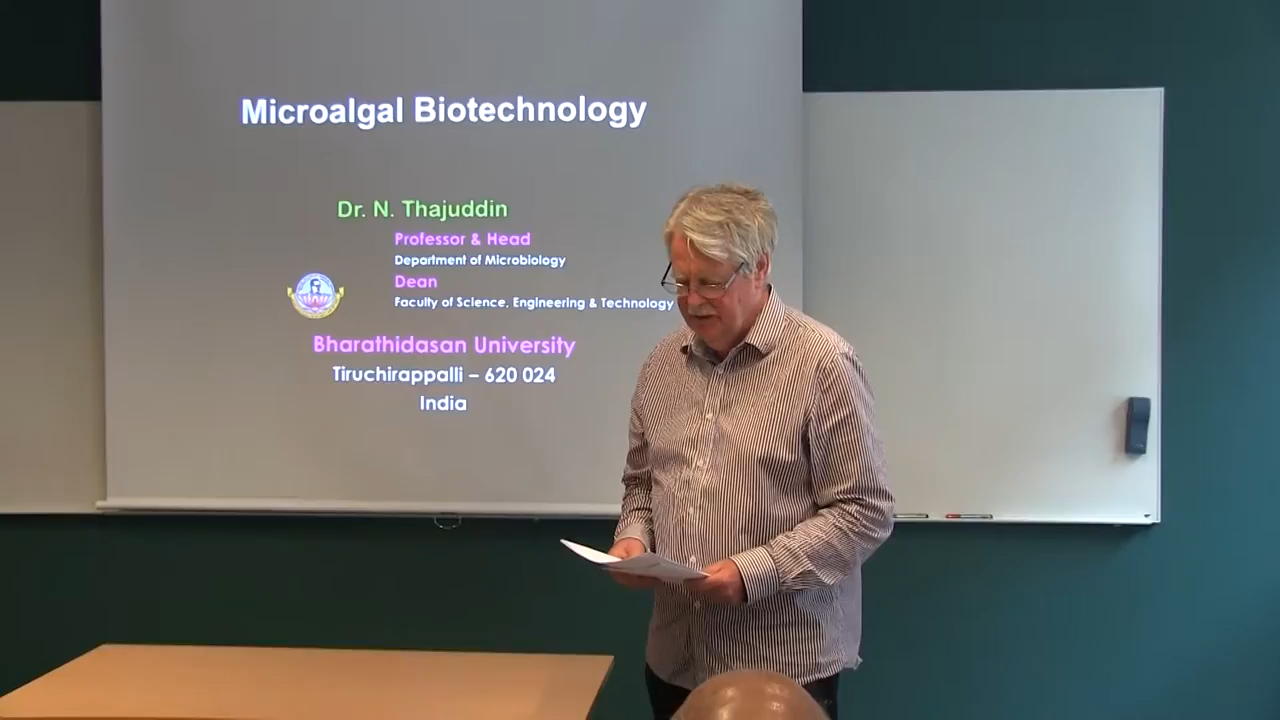 Microalgal Biotechnology
Dr. N. Thajuddin
Professor & Head
Department of Microbiology
Dean
Faculty of Science, Engineering & Technology
Bharathidasan University
Tiruchirappalli – 620 024
India